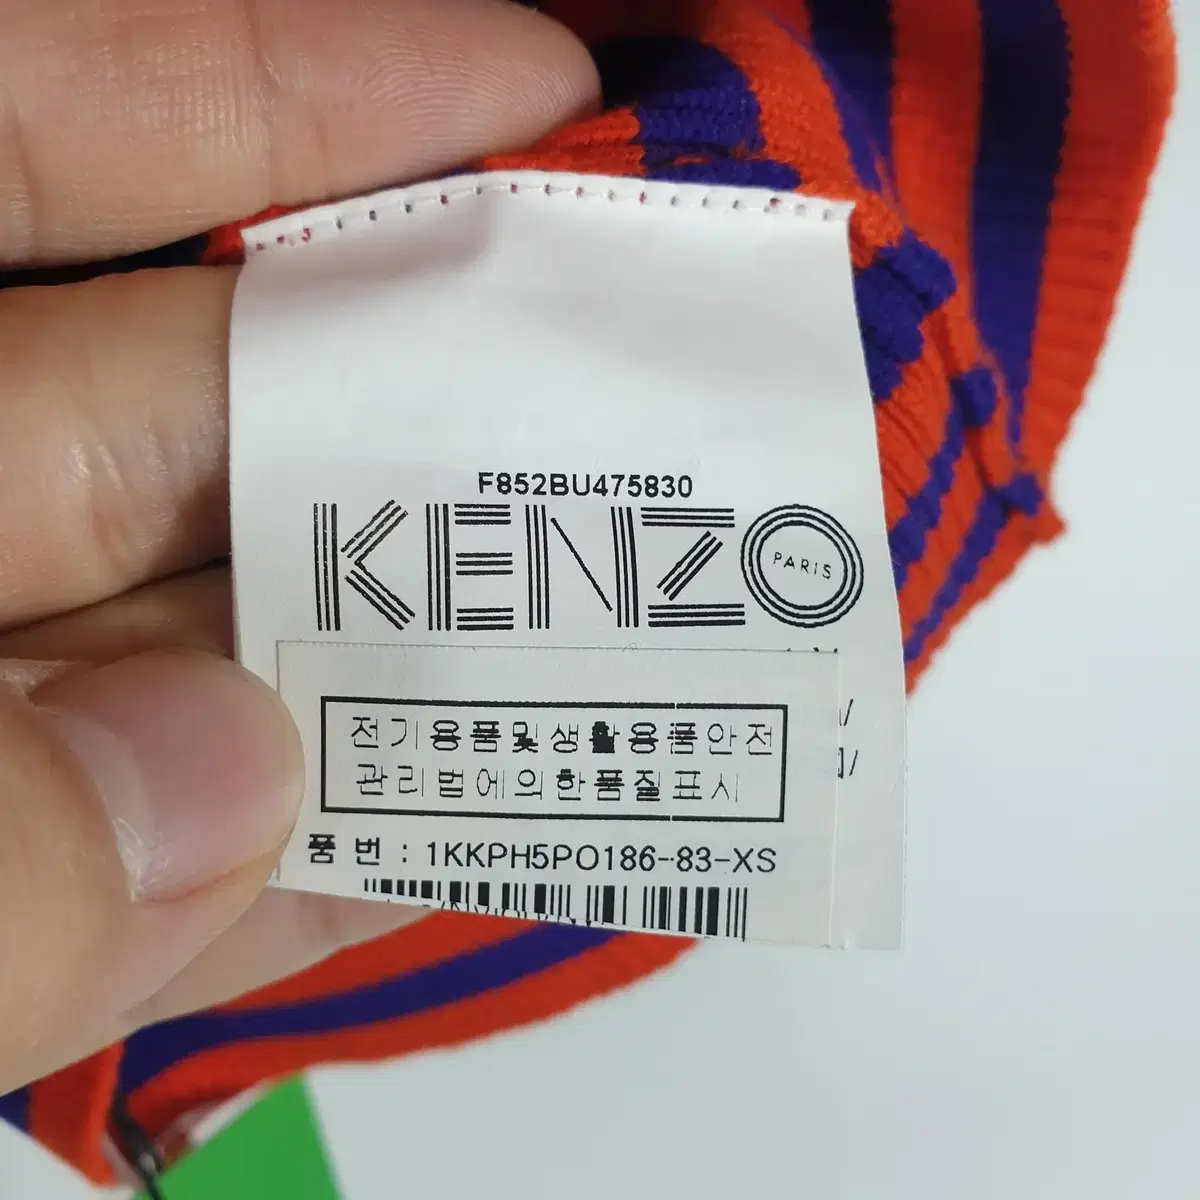 F852BU475830
KENZO
PARIS
전기용품및생활용품안전
관리법에의한품질표시
품 번 : 1KKPH5PO186-83-XS